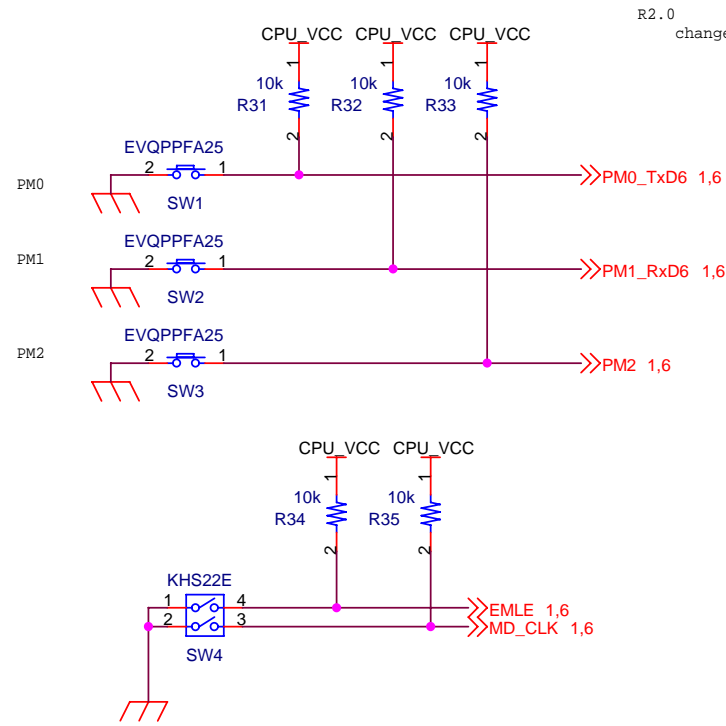 R2.0
change
CPU_VCC CPU_VCC CPU_VCC
1 1 1
10k 10k 10k
R31 R32 R33
2 2 2
EVQPPFA25
2 1
PM0 PM0_TxD6 1,6
SW1
EVQPPFA25
PM1 2 1 PM1_RxD6 1,6
SW2
EVQPPFA25
PM2 2 1 PM2 1,6
SW3
CPU_VCC CPU_VCC
1 1
10k 10k
R34 R35
2 2
KHS22E
1 4 EMLE 1,6
2 3 MD_CLK 1,6
SW4